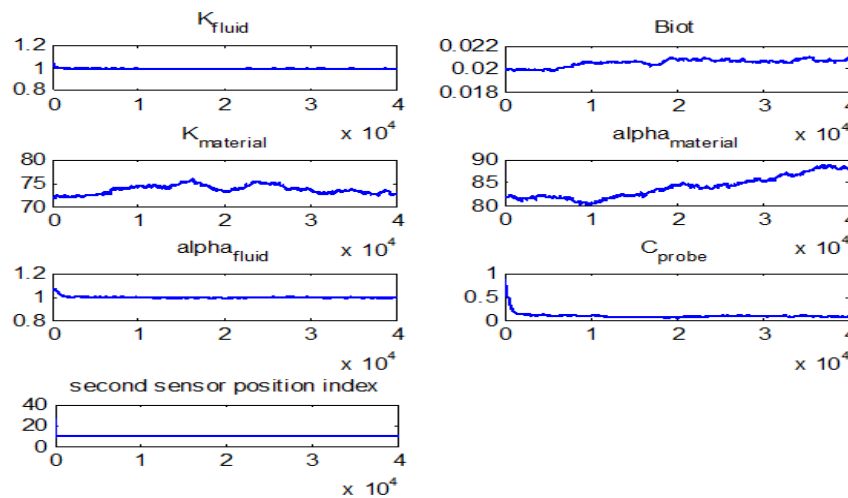 K_fluid
1.2
1
0.8
0 1 2 3 4
x 10^4
Biot
0.022
0.02
0.018
0 1 2 3 4
x 10^4
K_material
80
75
70
0 1 2 3 4
x 10^4
alpha_material
90
85
80
0 1 2 3 4
x 10^4
alpha_fluid
1.2
1
0.8
0 1 2 3 4
x 10^4
C_probe
1
0.5
0
0 1 2 3 4
x 10^4
second sensor position index
40
20
0
0 1 2 3 4
x 10^4